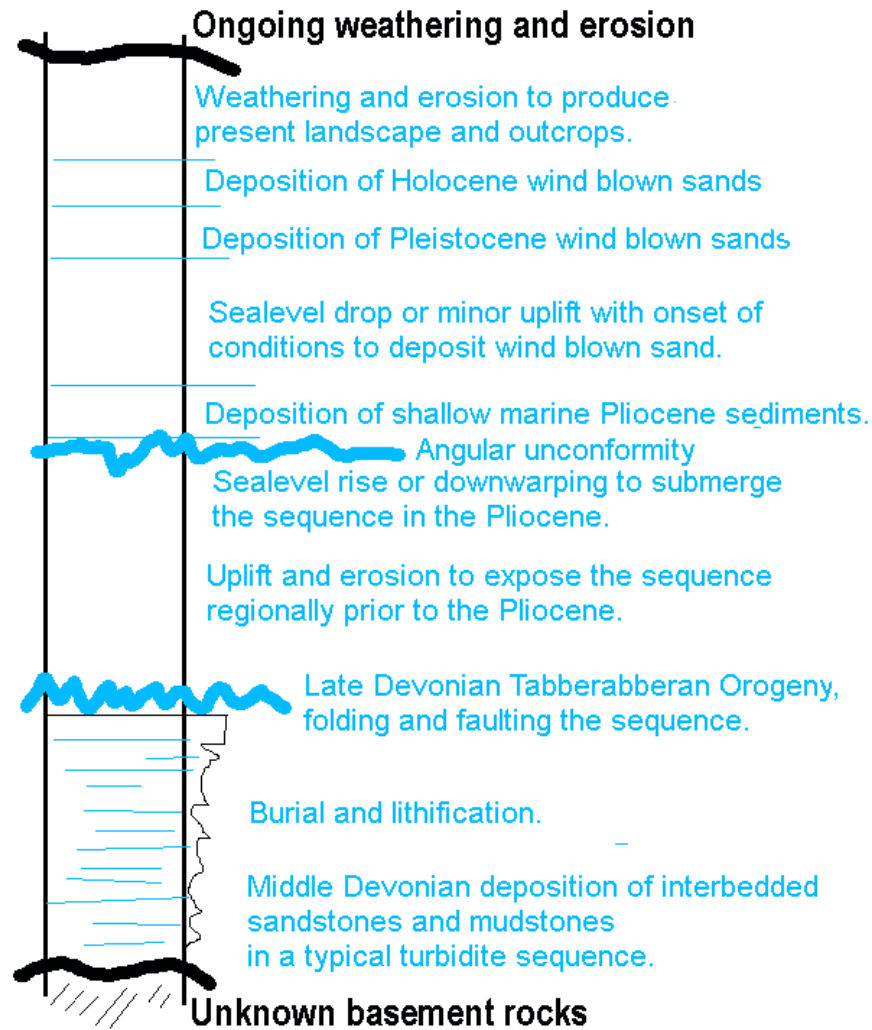 Ongoing weathering and erosion
Weathering and erosion to produce
present landscape and outcrops.
Deposition of Holocene wind blown sands
Deposition of Pleistocene wind blown sands
Sealevel drop or minor uplift with onset of
conditions to deposit wind blown sand.
Deposition of shallow marine Pliocene sediments.
Angular unconformity
Sealevel rise or downwarping to submerge
the sequence in the Pliocene.
Uplift and erosion to expose the sequence
regionally prior to the Pliocene.
Late Devonian Tabberabberan Orogeny,
folding and faulting the sequence.
Burial and lithification.
Middle Devonian deposition of interbedded
sandstones and mudstones
in a typical turbidite sequence.
Unknown basement rocks